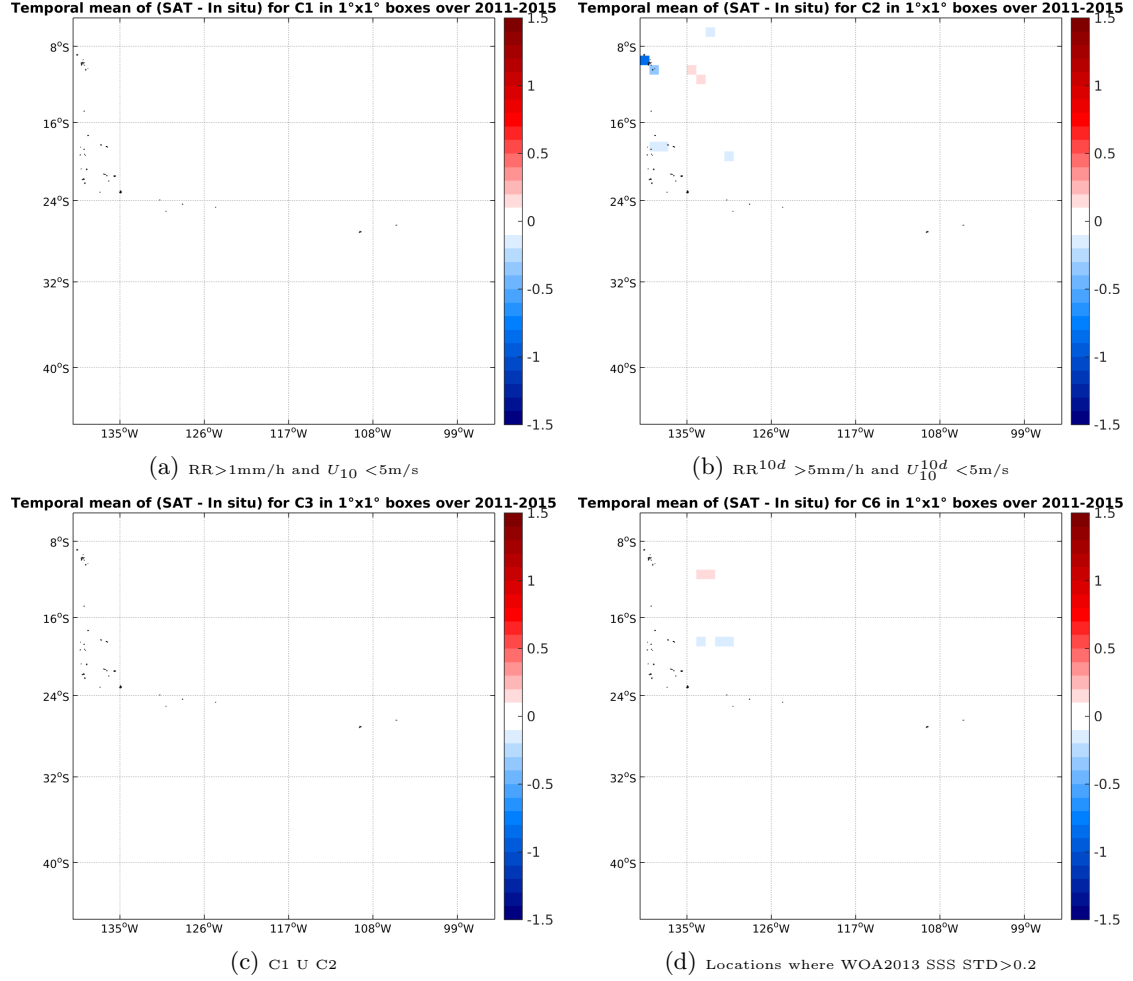 Temporal mean of (SAT - In situ) for C1 in 1°x1° boxes over 2011-2015
8°S
16°S
24°S
32°S
40°S
135°W 126°W 117°W 108°W 99°W
1.5
1
0.5
0
-0.5
-1
-1.5
(a) RR>1mm/h and U10 <5m/s
Temporal mean of (SAT - In situ) for C2 in 1°x1° boxes over 2011-2015
8°S
16°S
24°S
32°S
40°S
135°W 126°W 117°W 108°W 99°W
1.5
1
0.5
0
-0.5
-1
-1.5
(b) RR^10d >5mm/h and U10^10d <5m/s
Temporal mean of (SAT - In situ) for C3 in 1°x1° boxes over 2011-2015
8°S
16°S
24°S
32°S
40°S
135°W 126°W 117°W 108°W 99°W
1.5
1
0.5
0
-0.5
-1
-1.5
(c) C1 U C2
Temporal mean of (SAT - In situ) for C6 in 1°x1° boxes over 2011-2015
8°S
16°S
24°S
32°S
40°S
135°W 126°W 117°W 108°W 99°W
1.5
1
0.5
0
-0.5
-1
-1.5
(d) Locations where WOA2013 SSS STD>0.2